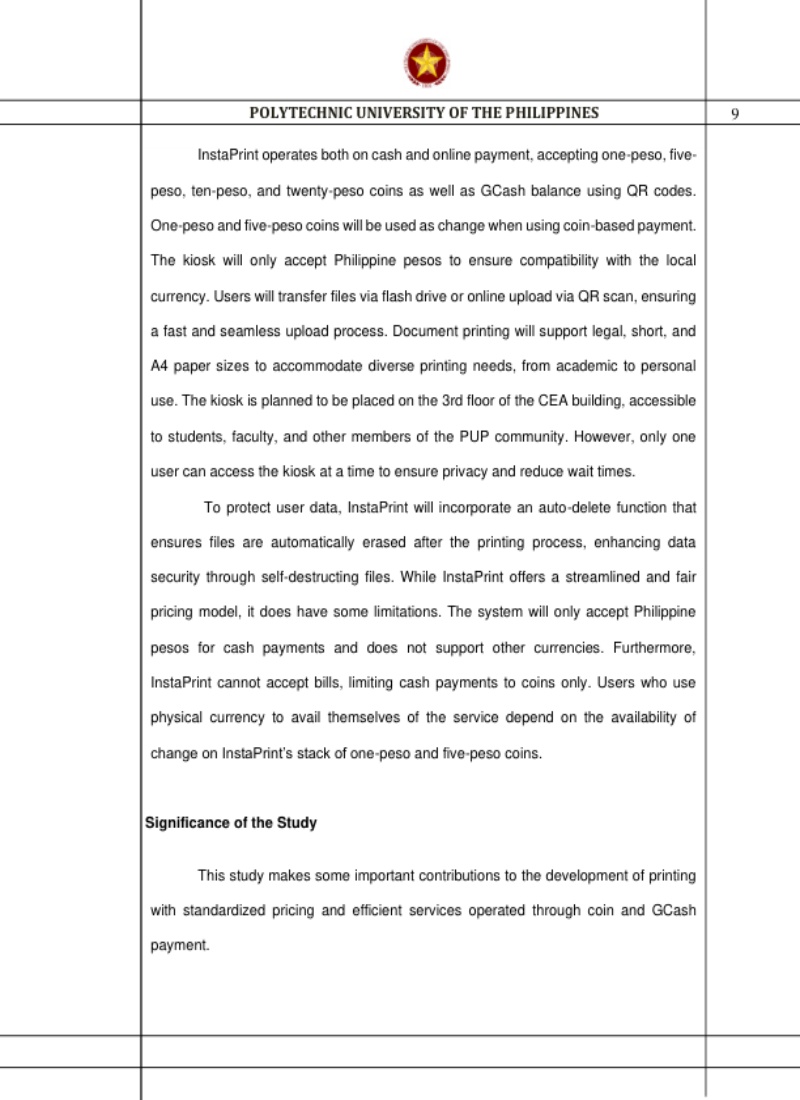 POLYTECHNIC UNIVERSITY OF THE PHILIPPINES
9
InstaPrint operates both on cash and online payment, accepting one-peso, five-
peso, ten-peso, and twenty-peso coins as well as GCash balance using QR codes.
One-peso and five-peso coins will be used as change when using coin-based payment.
The kiosk will only accept Philippine pesos to ensure compatibility with the local
currency. Users will transfer files via flash drive or online upload via QR scan, ensuring
a fast and seamless upload process. Document printing will support legal, short, and
A4 paper sizes to accommodate diverse printing needs, from academic to personal
use. The kiosk is planned to be placed on the 3rd floor of the CEA building, accessible
to students, faculty, and other members of the PUP community. However, only one
user can access the kiosk at a time to ensure privacy and reduce wait times.
To protect user data, InstaPrint will incorporate an auto-delete function that
ensures files are automatically erased after the printing process, enhancing data
security through self-destructing files. While InstaPrint offers a streamlined and fair
pricing model, it does have some limitations. The system will only accept Philippine
pesos for cash payments and does not support other currencies. Furthermore,
InstaPrint cannot accept bills, limiting cash payments to coins only. Users who use
physical currency to avail themselves of the service depend on the availability of
change on InstaPrint's stack of one-peso and five-peso coins.
Significance of the Study
This study makes some important contributions to the development of printing
with standardized pricing and efficient services operated through coin and GCash
payment.